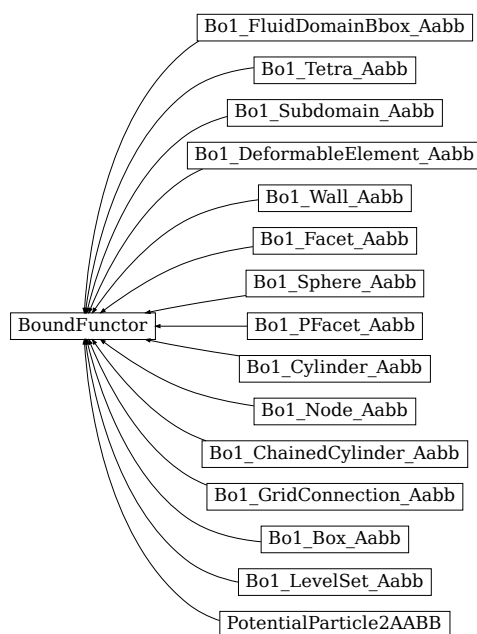 Bo1_FluidDomainBbox_Aabb
Bo1_Tetra_Aabb
Bo1_Subdomain_Aabb
Bo1_DeformableElement_Aabb
Bo1_Wall_Aabb
Bo1_Facet_Aabb
Bo1_Sphere_Aabb
BoundFunctor
Bo1_PFacet_Aabb
Bo1_Cylinder_Aabb
Bo1_Node_Aabb
Bo1_ChainedCylinder_Aabb
Bo1_GridConnection_Aabb
Bo1_Box_Aabb
Bo1_LevelSet_Aabb
PotentialParticle2AABB